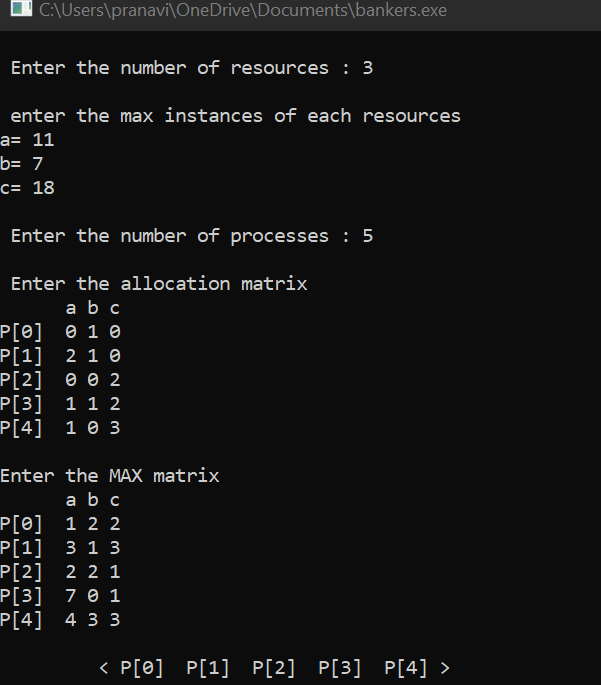 C:\Users\pranavi\OneDrive\Documents\bankers.exe
Enter the number of resources : 3
enter the max instances of each resources
a= 11
b= 7
c= 18
Enter the number of processes : 5
Enter the allocation matrix
a b c
P[0] 0 1 0
P[1] 2 1 0
P[2] 0 0 2
P[3] 1 1 2
P[4] 1 0 3
Enter the MAX matrix
a b c
P[0] 1 2 2
P[1] 3 1 3
P[2] 2 2 1
P[3] 7 0 1
P[4] 4 3 3
< P[0] P[1] P[2] P[3] P[4] >